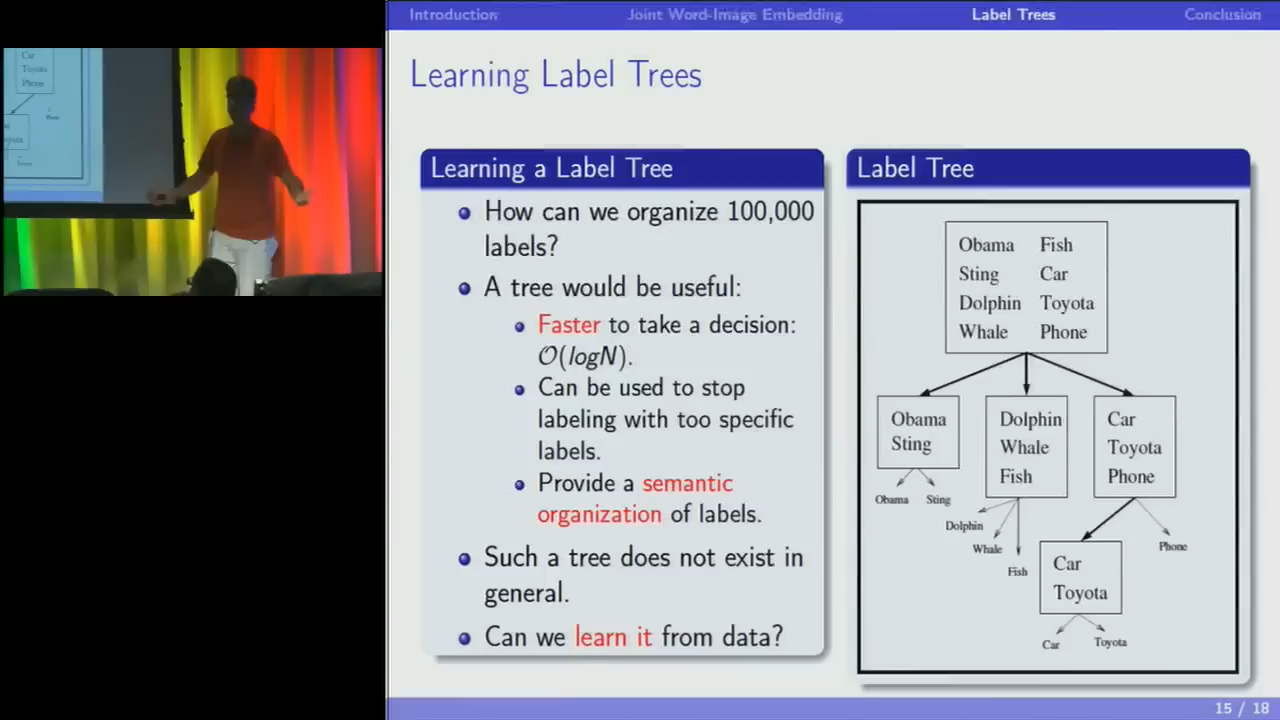 Introduction Joint Word-Image Embedding Label Trees Conclusion
Learning Label Trees
Learning a Label Tree
How can we organize 100,000
labels?
A tree would be useful:
Faster to take a decision:
O(logN).
Can be used to stop
labeling with too specific
labels.
Provide a semantic
organization of labels.
Such a tree does not exist in
general.
Can we learn it from data?
Label Tree
Obama Fish
Sting Car
Dolphin Toyota
Whale Phone
Obama
Sting
Dolphin
Whale
Fish
Car
Toyota
Phone
Obama Sting
Dolphin
Whale
Fish
Phone
Car
Toyota
Car Toyota
15 / 18
Car
Toyota
Phone